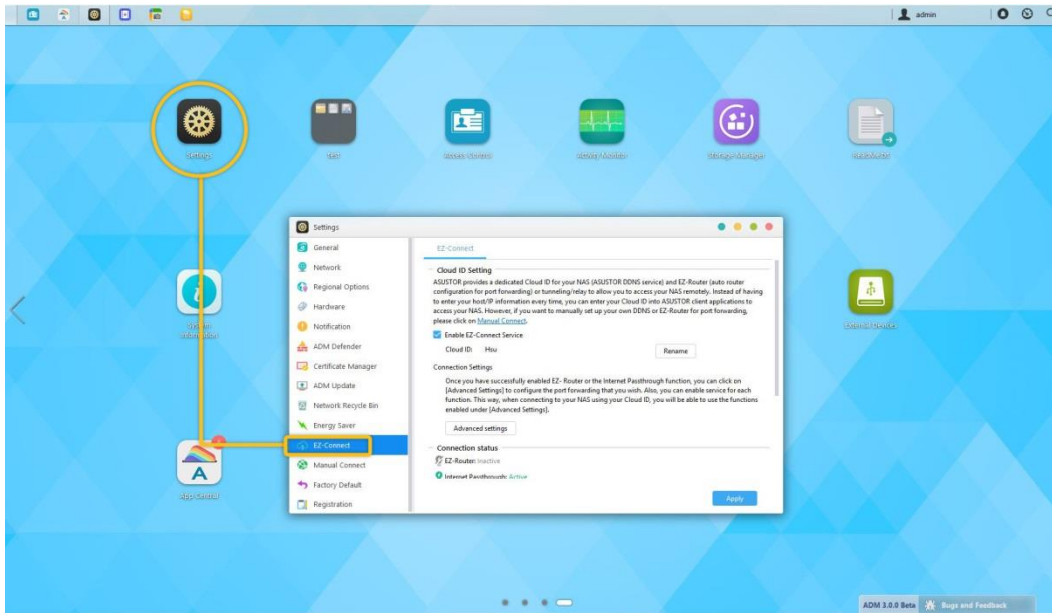 admin
Settings
Test
Access Control
Activity Monitor
Storage Manager
System
Information
External Devices
App Central
Settings
General
Network
Regional Options
Hardware
Notification
ADM Defender
Certificate Manager
ADM Update
Network Recycle Bin
Energy Saver
EZ-Connect
Manual Connect
Factory Default
Registration
EZ-Connect
Cloud ID Setting
ASUSTOR provides a dedicated Cloud ID for your NAS (ASUSTOR DDNS service) and EZ-Router (auto router
configuration for port forwarding) or tunneling/relay to allow you to access your NAS remotely. Instead of having
to enter your host/IP information every time, you can enter your Cloud ID into ASUSTOR client applications to
access your NAS. However, if you want to manually set up your own DDNS or EZ-Router for port forwarding,
please click on Manual Connect.
Enable EZ-Connect Service
Cloud ID: Hsu
Rename
Connection Settings
Once you have successfully enabled EZ- Router or the Internet Passthrough function, you can click on
[Advanced Settings] to configure the port forwarding that you wish. Also, you can enable service for each
function. This way, when connecting to your NAS using your Cloud ID, you will be able to use the functions
enabled under [Advanced Settings].
Advanced settings
Connection status
EZ-Router: Inactive
Internet Passthrough: Active
Apply
ADM 3.0.0 Beta
Bugs and Feedback